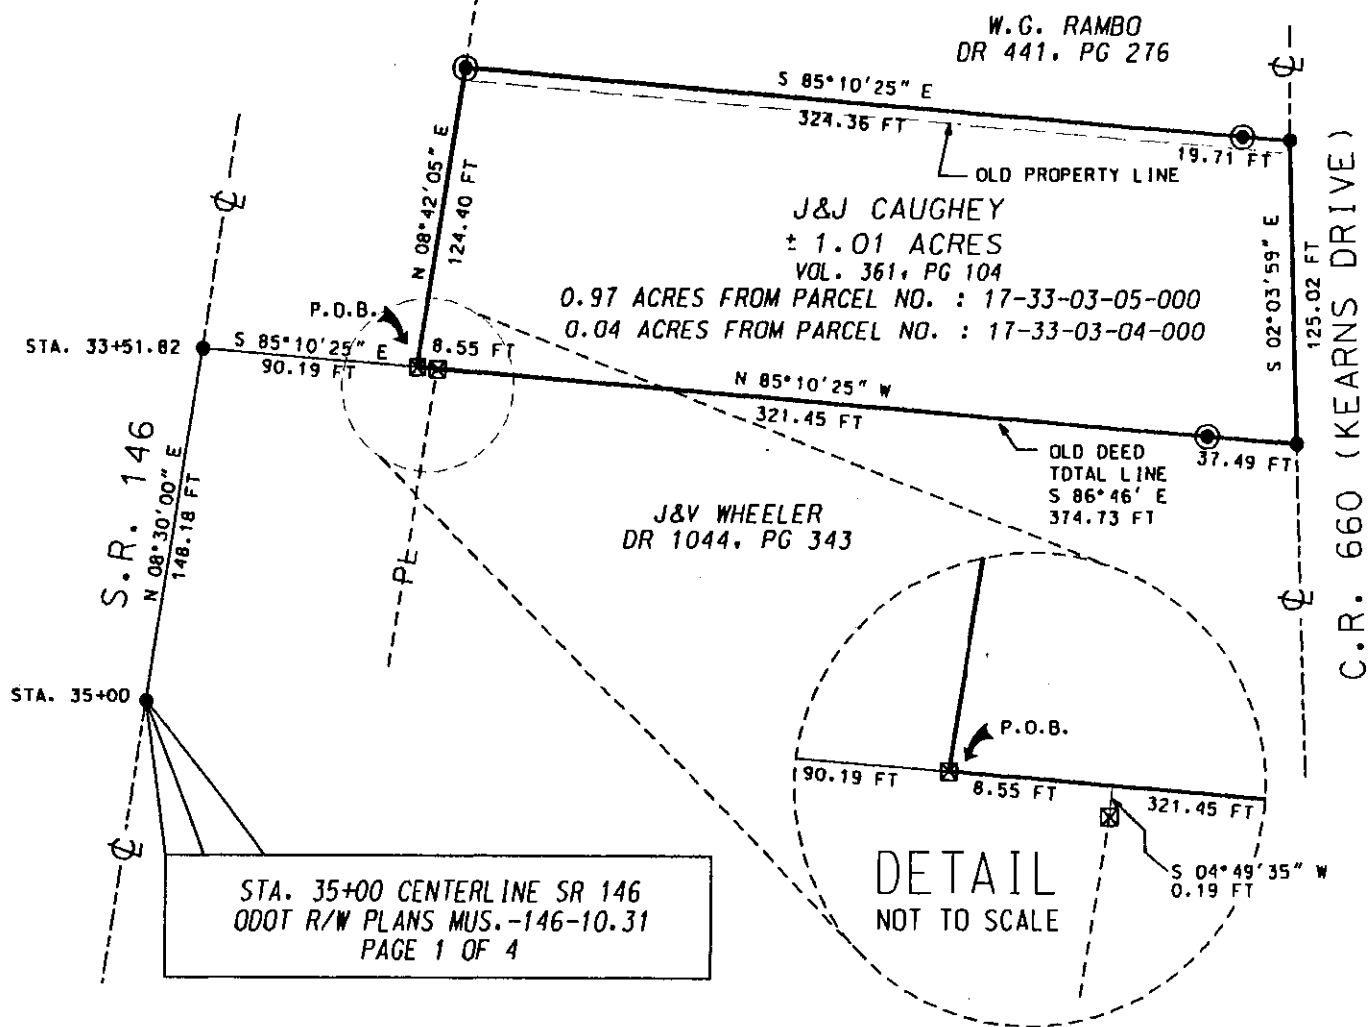 W.G. RAMBO
DR 441, PG 276
S 85°10'25" E
324.36 FT
19.71 FT
OLD PROPERTY LINE
N 08°42'05" E
124.40 FT
J&J CAUGHEY
± 1.01 ACRES
VOL. 361, PG 104
0.97 ACRES FROM PARCEL NO. : 17-33-03-05-000
0.04 ACRES FROM PARCEL NO. : 17-33-03-04-000
S 02°03'59" E
125.02 FT
C.R. 660 (KEARNS DRIVE)
P.O.B.
STA. 33+51.82
S 85°10'25" E
90.19 FT
8.55 FT
N 85°10'25" W
321.45 FT
37.49 FT
OLD DEED
TOTAL LINE
S 86°46' E
374.73 FT
S.R. 146
N 08°30'00" E
148.18 FT
J&V WHEELER
DR 1044, PG 343
PL
STA. 35+00
P.O.B.
90.19 FT
8.55 FT
321.45 FT
S 04°49'35" W
0.19 FT
DETAIL
NOT TO SCALE
STA. 35+00 CENTERLINE SR 146
ODOT R/W PLANS MUS.-146-10.31
PAGE 1 OF 4